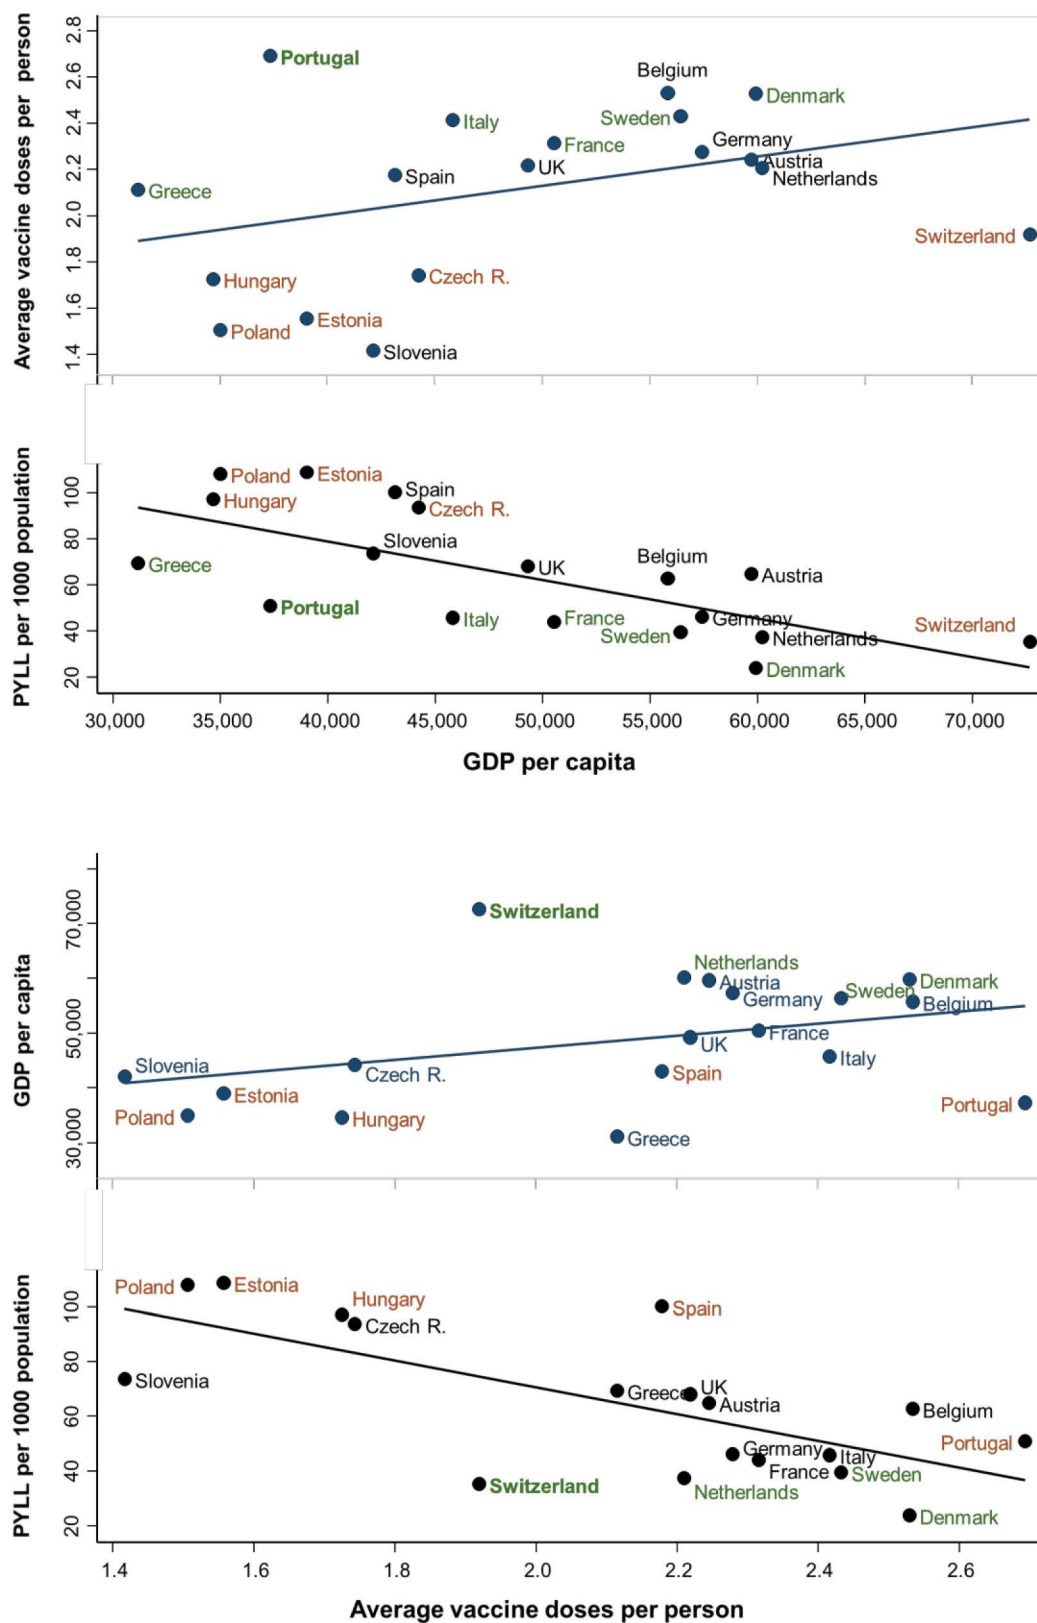 Average vaccine doses per person
2.8
2.6
2.4
2.2
2.0
1.8
1.6
1.4
Portugal
Belgium
Denmark
Italy
Sweden
France
Germany
UK
Austria
Spain
Netherlands
Greece
Switzerland
Hungary
Czech R.
Estonia
Poland
Slovenia
PYLL per 1000 population
100
80
60
40
20
Poland
Estonia
Spain
Hungary
Czech R.
Slovenia
Greece
UK
Belgium
Austria
Portugal
Italy
France
Germany
Switzerland
Sweden
Netherlands
Denmark
30,000 35,000 40,000 45,000 50,000 55,000 60,000 65,000 70,000
GDP per capita
GDP per capita
70,000
50,000
30,000
Switzerland
Netherlands
Austria
Denmark
Sweden
Germany
Belgium
France
UK
Italy
Slovenia
Czech R.
Spain
Estonia
Portugal
Poland
Hungary
Greece
PYLL per 1000 population
100
80
60
40
20
Poland
Estonia
Hungary
Spain
Czech R.
Slovenia
Greece
UK
Austria
Belgium
Portugal
Germany
Italy
France
Sweden
Switzerland
Netherlands
Denmark
1.4 1.6 1.8 2.0 2.2 2.4 2.6
Average vaccine doses per person